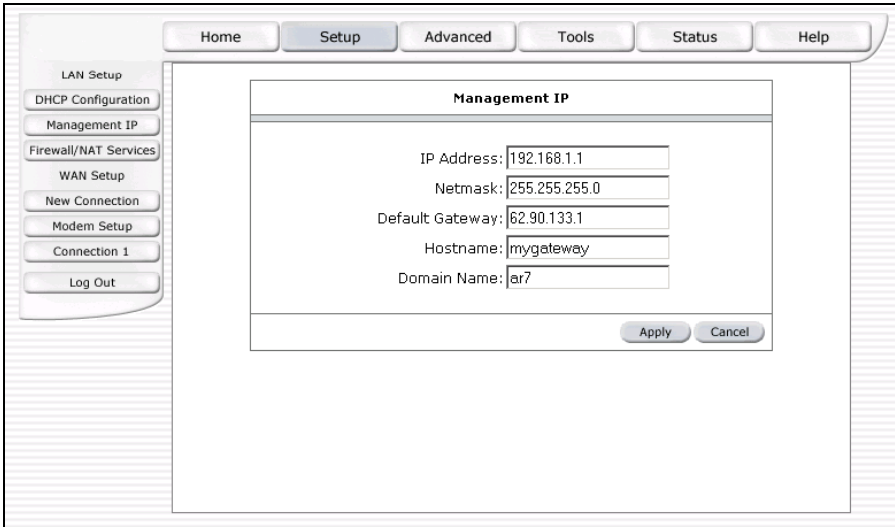 Home Setup Advanced Tools Status Help
LAN Setup
DHCP Configuration
Management IP
Firewall/NAT Services
WAN Setup
New Connection
Modem Setup
Connection 1
Log Out
Management IP
IP Address: 192.168.1.1
Netmask: 255.255.255.0
Default Gateway: 62.90.133.1
Hostname: mygateway
Domain Name: ar7
Apply Cancel